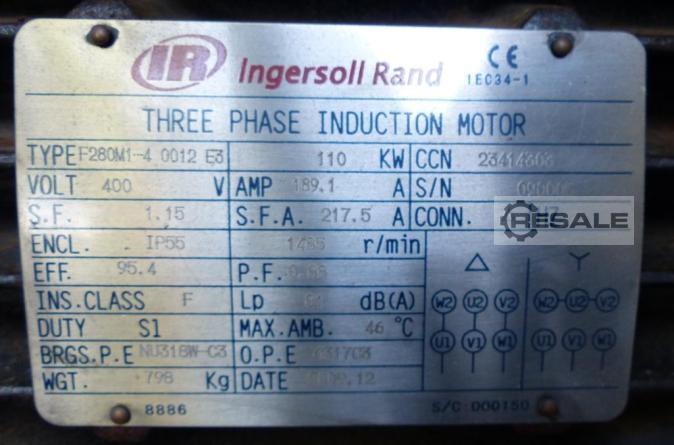 IR Ingersoll Rand CE
IEC34-1
THREE PHASE INDUCTION MOTOR
TYPE F280M1-4 0012 E3 110 KW CCN 23414303
VOLT 400 V AMP 189.1 A S/N
S.F. 1.15 S.F.A. 217.5 A CONN.
RESALE
ENCL. IP55 1485 r/min
EFF. 95.4 P.F.
INS.CLASS F Lp dB(A) W2 U2 V2 W2 U2 V2
DUTY S1 MAX.AMB. 46 °C U1 V1 W1 U1 V1 W1
BRGS.P.E NU318W-C3 O.P.E
WGT. 798 Kg DATE
8886 S/C:000150